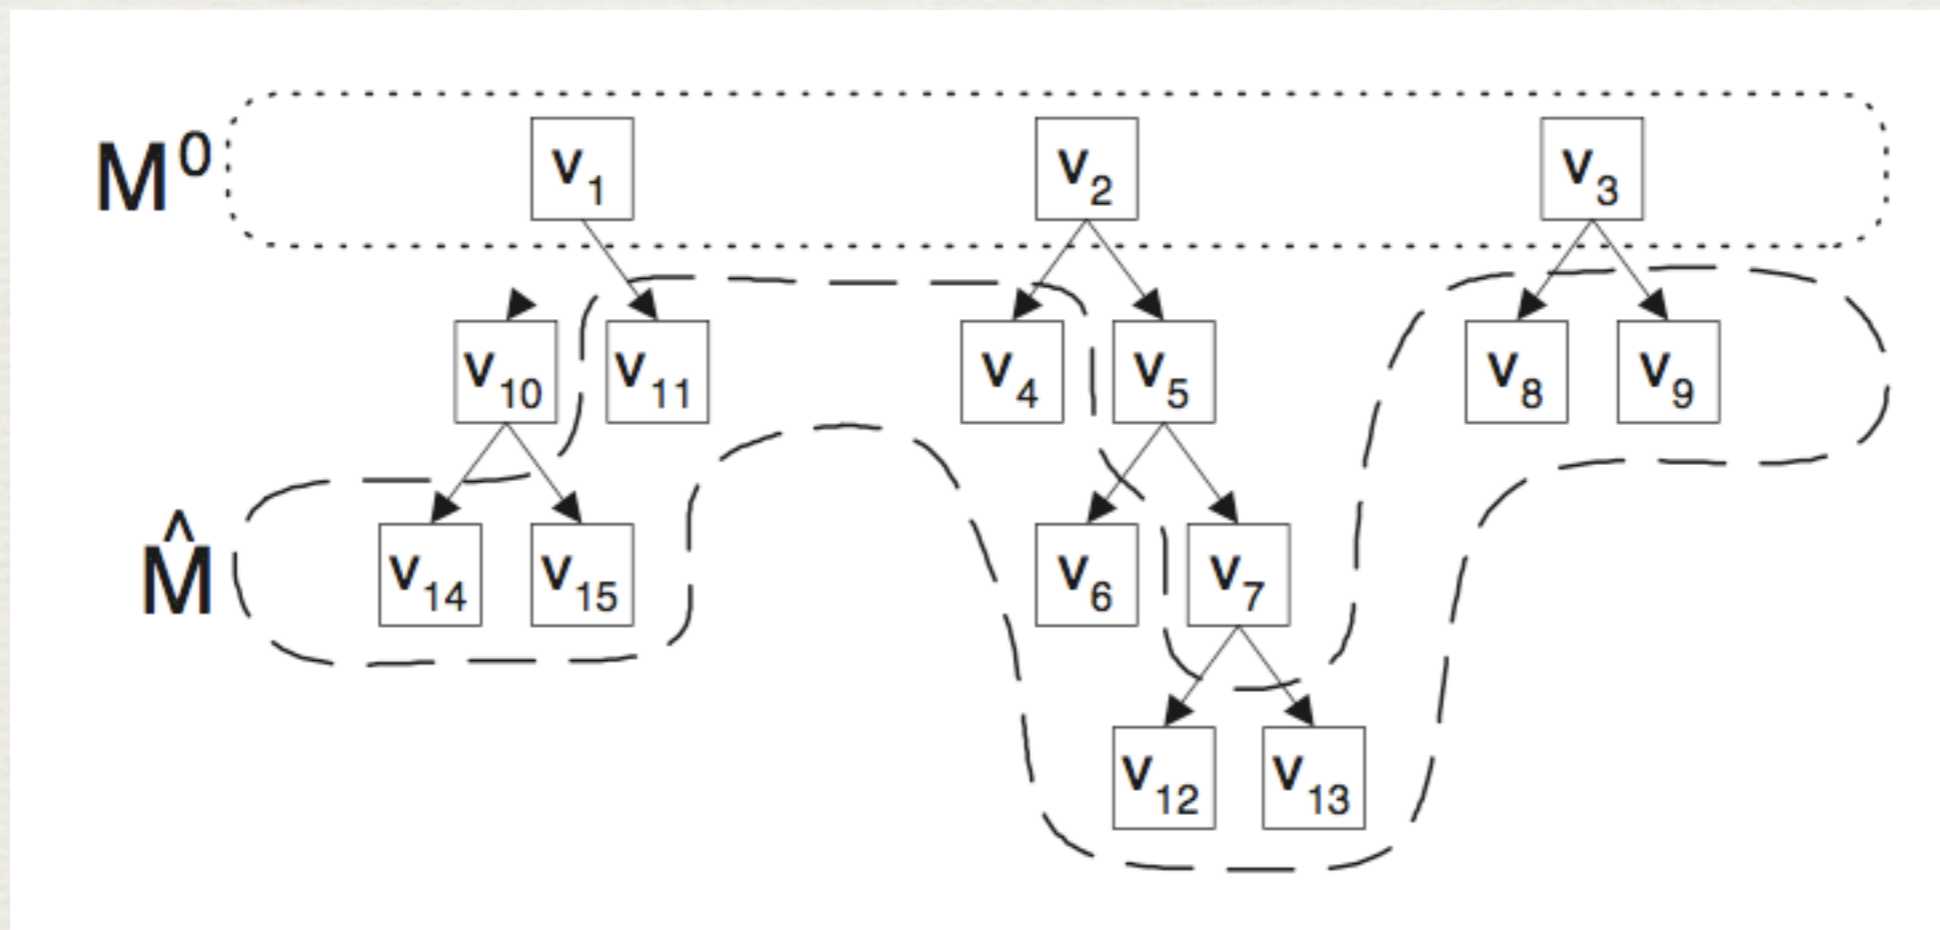 M⁰ v₁ v₂ v₃
v₁₀ v₁₁ v₄ v₅ v₈ v₉
M̂ v₁₄ v₁₅ v₆ v₇
v₁₂ v₁₃